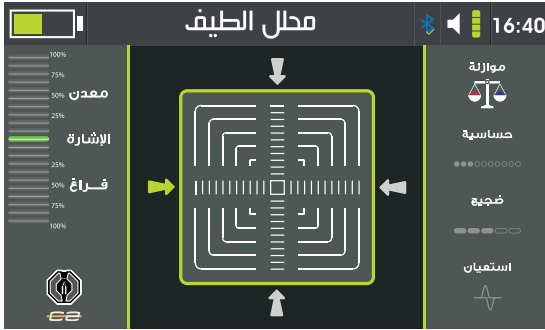 محلل الطيف
16:40
100%
75%
50%
25%
معدن
الإشارة
25%
50%
75%
100%
فــراغ
موازنة
حساسية
ضجيج
استعيان